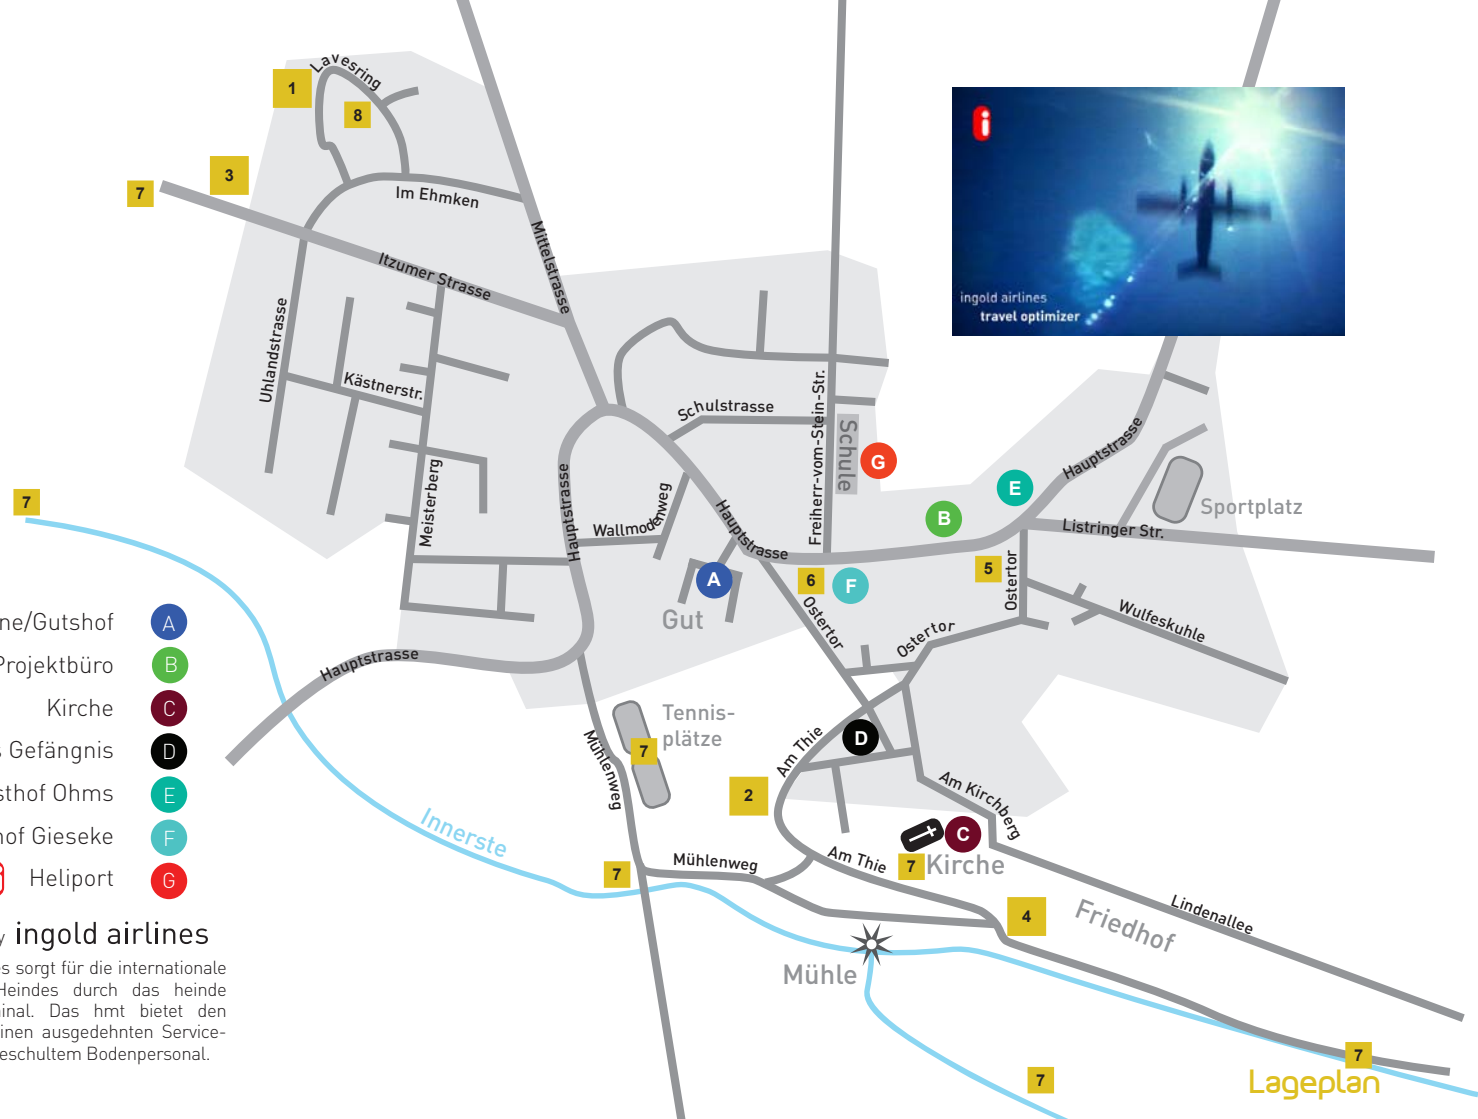 Lavesring
1
8
3
7
Im Ehmken
Mittelstrasse
Itzumer Strasse
Uhlandstrasse
Kästnerstr.
Meisterberg
Hauptstrasse
Schulstrasse
Freiherr-vom-Stein-Str.
Schule
G
ingold airlines
travel optimizer
E
B
Hauptstrasse
Sportplatz
Listringer Str.
7
Wallmodenweg
Hauptstrasse
A
Gut
6
F
5
Ostertor
Ostertor
Ostertor
Wulfeskuhle
Hauptstrasse
Tennis-
plätze
7
Mühlenweg
D
Am Thie
2
Am Kirchberg
C
Kirche
7
Am Thie
Mühlenweg
7
Innerste
4
Friedhof
Lindenallee
Mühle
7
7
Lageplan
ne/Gutshof A
Projektbüro B
Kirche C
s Gefängnis D
sthof Ohms E
hof Gieseke F
Heliport G
y ingold airlines
es sorgt für die internationale
Heindes durch das heinde
inal. Das hmt bietet den
inen ausgedehnten Service-
eschultem Bodenpersonal.